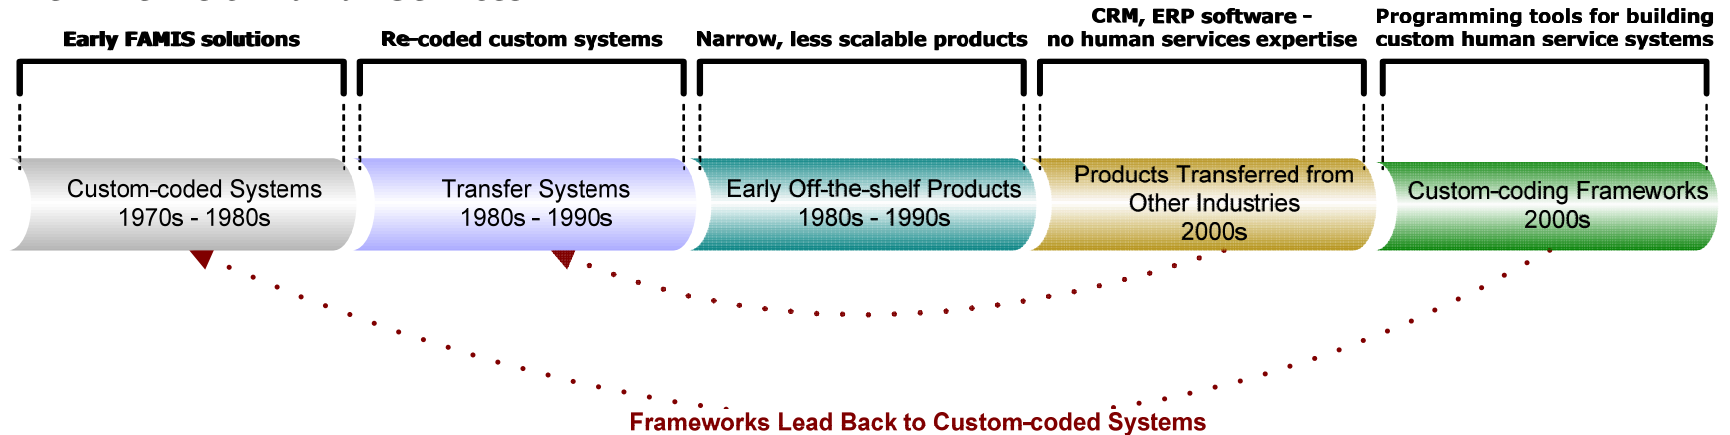 Early FAMIS solutions
Re-coded custom systems
Narrow, less scalable products
CRM, ERP software -
no human services expertise
Programming tools for building
custom human service systems
Custom-coded Systems
1970s - 1980s
Transfer Systems
1980s - 1990s
Early Off-the-shelf Products
1980s - 1990s
Products Transferred from
Other Industries
2000s
Custom-coding Frameworks
2000s
Frameworks Lead Back to Custom-coded Systems